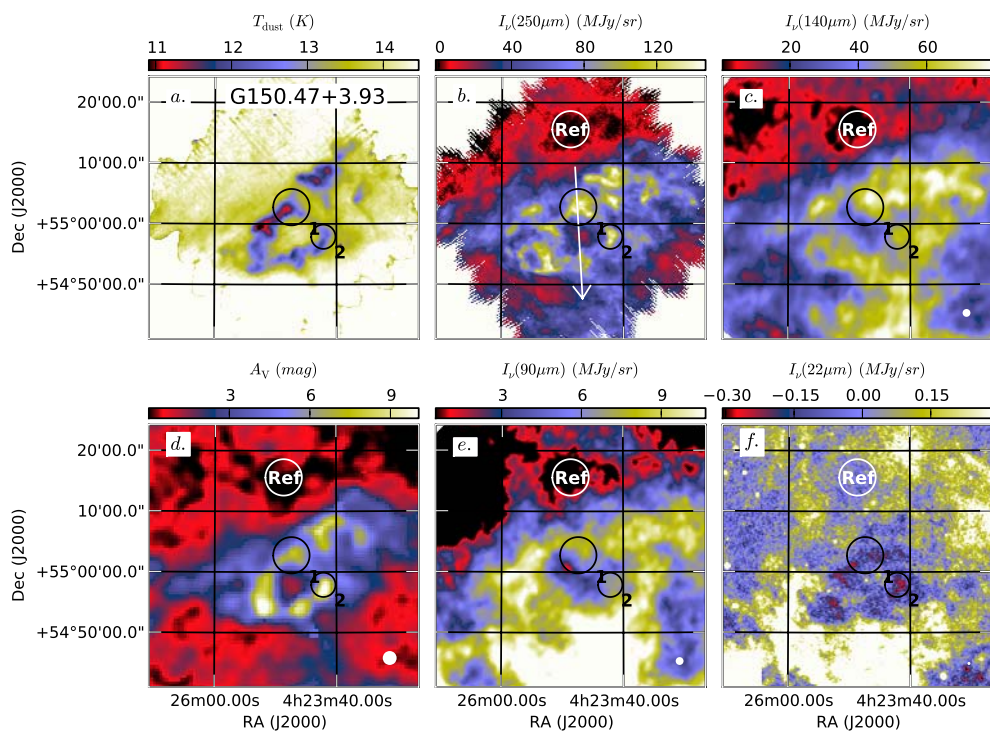 T_dust (K)
11 12 13 14
I_ν(250μm) (MJy/sr)
0 40 80 120
I_ν(140μm) (MJy/sr)
20 40 60
Dec (J2000)
20'00.0"
10'00.0"
+55°00'00.0"
+54°50'00.0"
a. G150.47+3.93
1
2
b.
Ref
1
2
c.
Ref
1
2
A_V (mag)
3 6 9
I_ν(90μm) (MJy/sr)
3 6 9
I_ν(22μm) (MJy/sr)
−0.30 −0.15 0.00 0.15
Dec (J2000)
20'00.0"
10'00.0"
+55°00'00.0"
+54°50'00.0"
d.
Ref
1
2
e.
Ref
1
2
f.
Ref
1
2
26m00.00s 4h23m40.00s
RA (J2000)
26m00.00s 4h23m40.00s
RA (J2000)
26m00.00s 4h23m40.00s
RA (J2000)